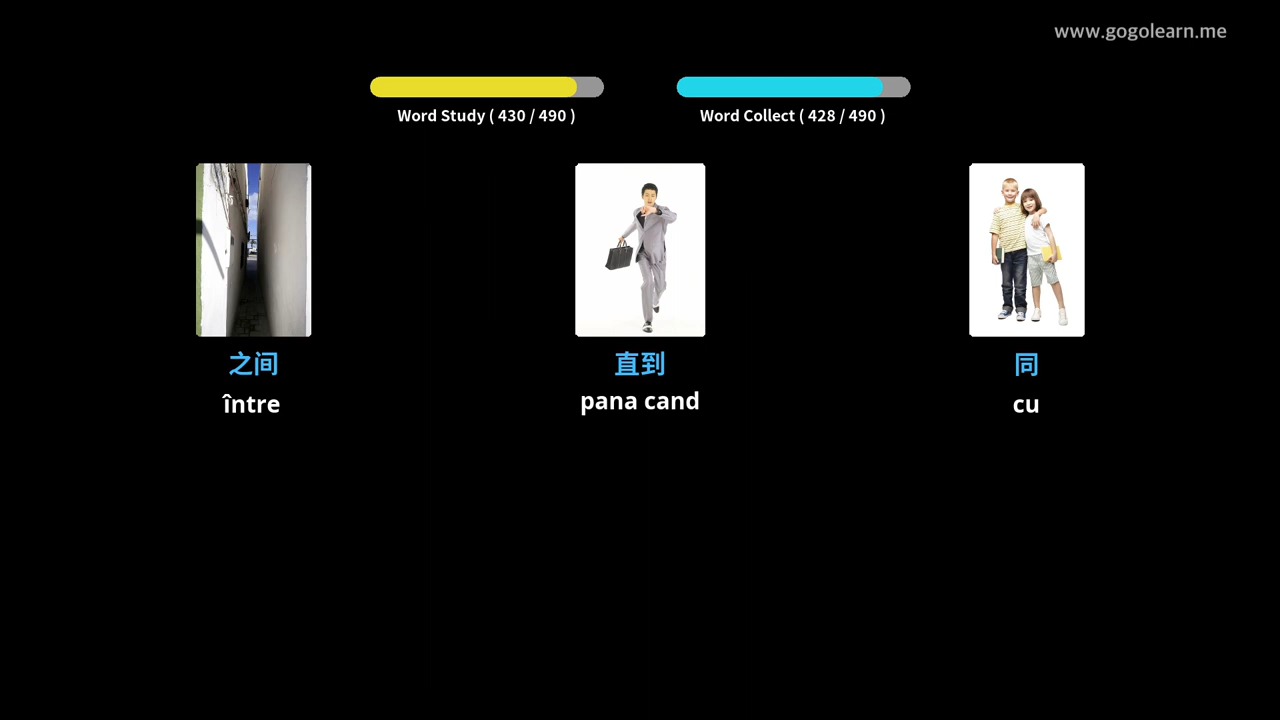 www.gogolearn.me
Word Study ( 430 / 490 )
Word Collect ( 428 / 490 )
之间
直到
同
între
pana cand
cu